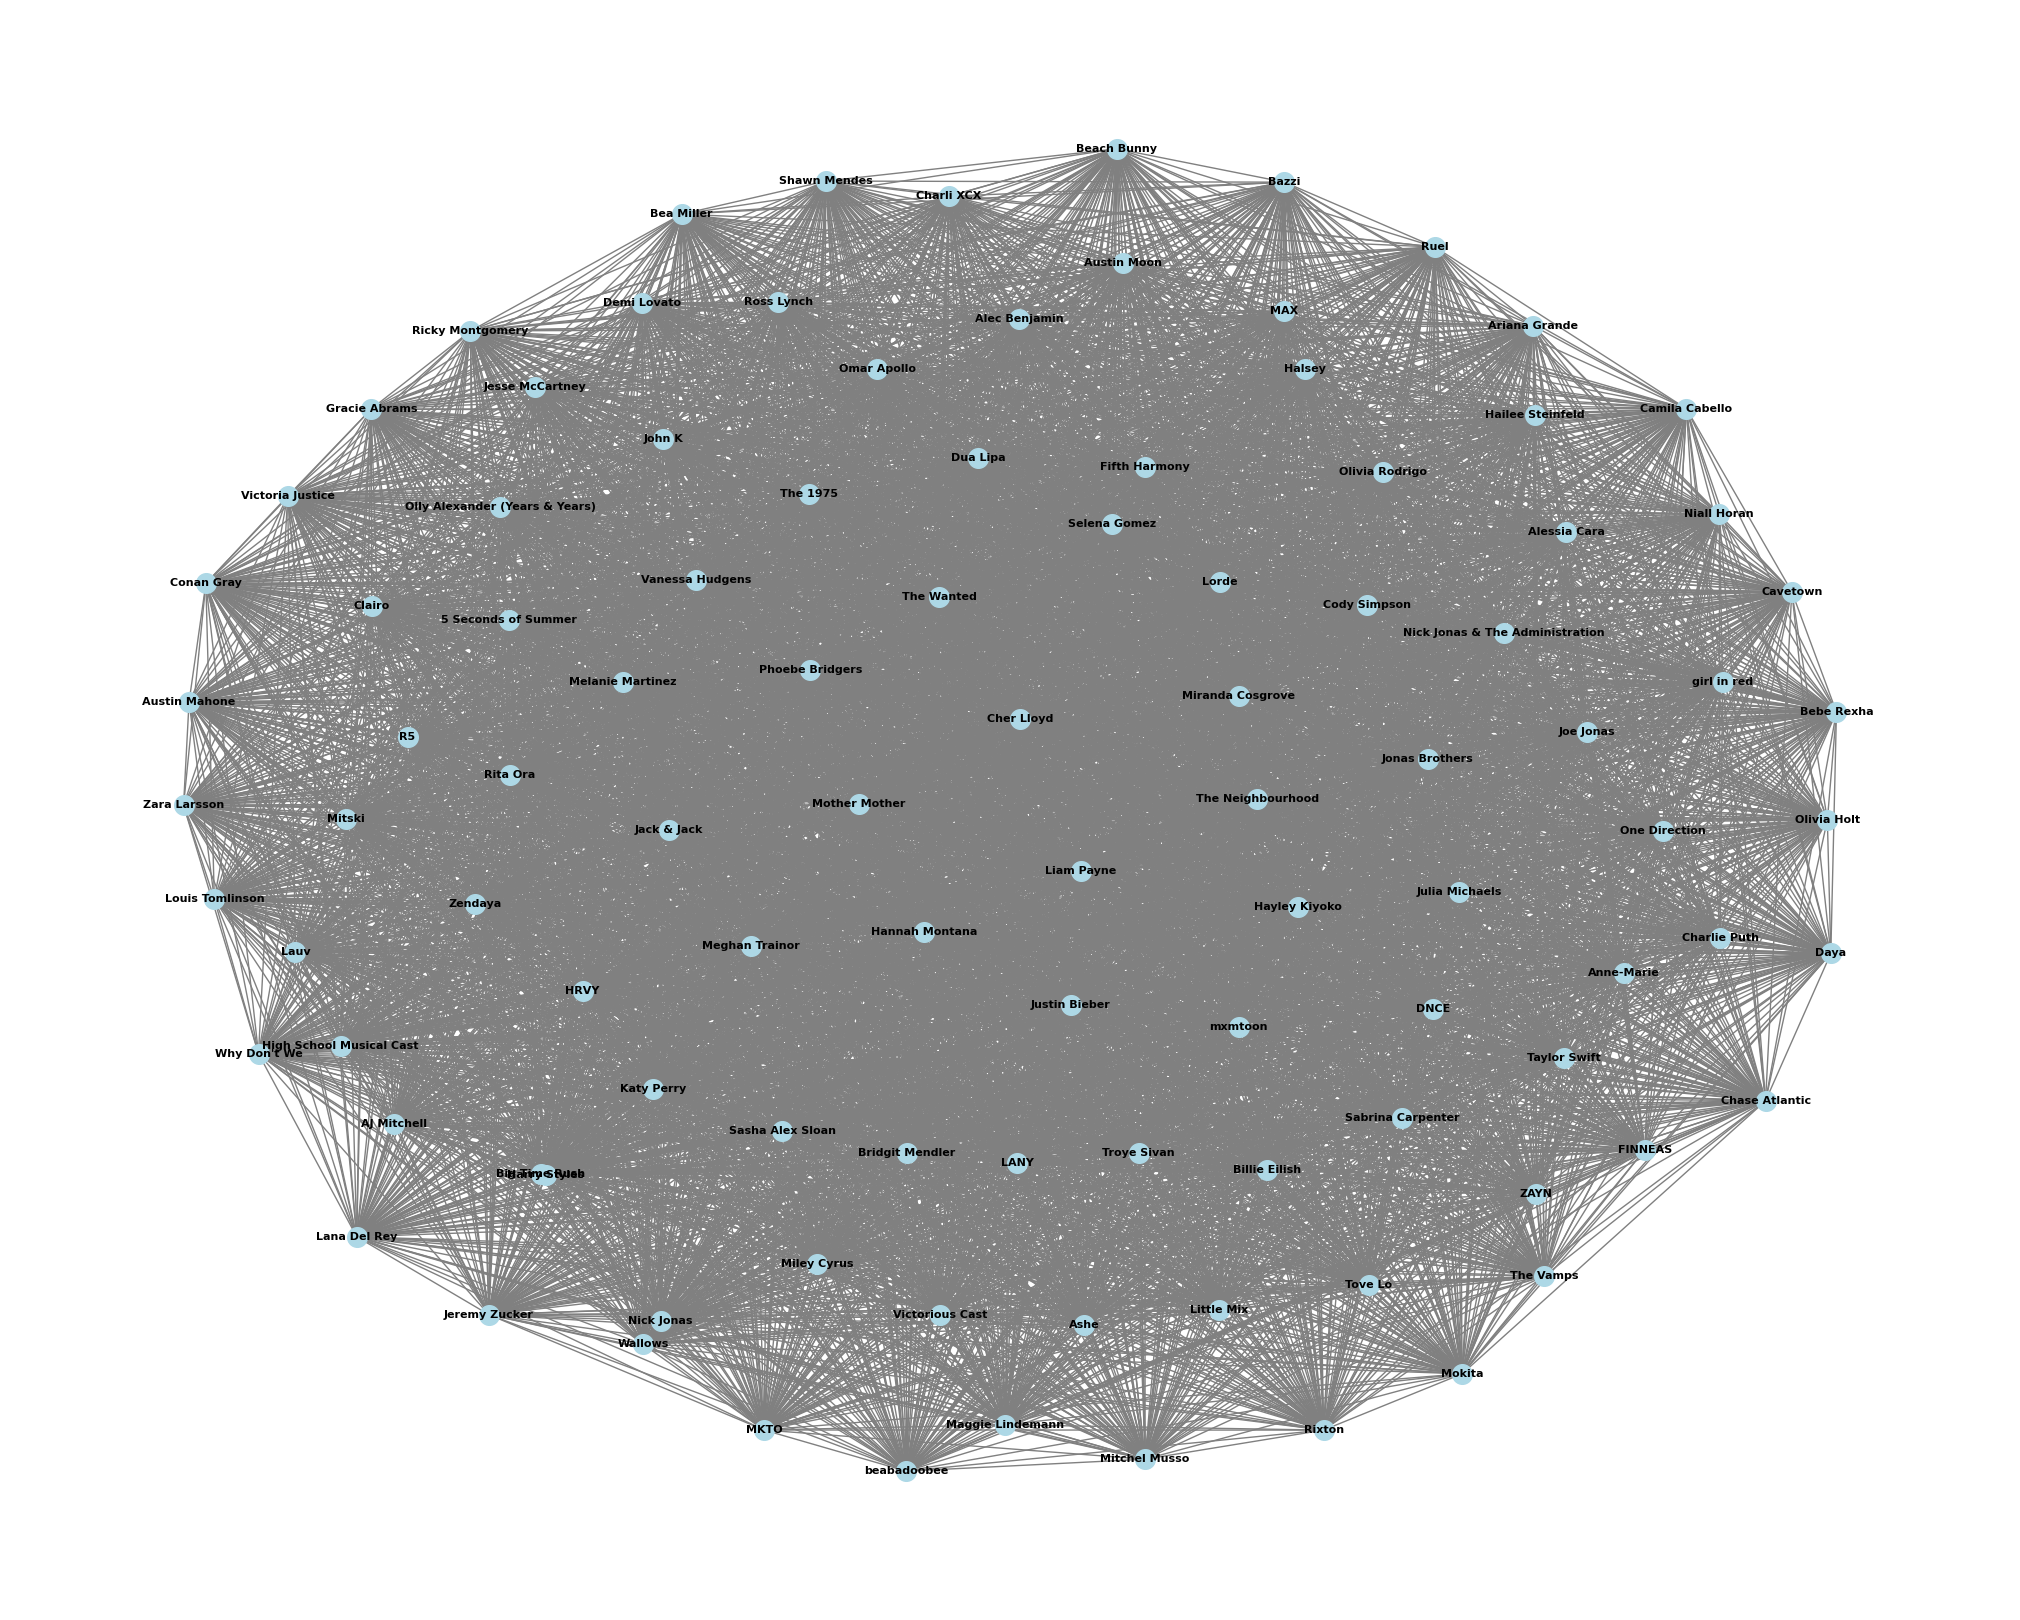 Beach Bunny
Shawn Mendes
Bazzi
Charli XCX
Bea Miller
Ruel
Austin Moon
Demi Lovato
Ross Lynch
MAX
Alec Benjamin
Ariana Grande
Ricky Montgomery
Omar Apollo
Halsey
Jesse McCartney
Gracie Abrams
Camila Cabello
Hailee Steinfeld
John K
Dua Lipa
Fifth Harmony
Olivia Rodrigo
The 1975
Victoria Justice
Olly Alexander (Years & Years)
Niall Horan
Selena Gomez
Alessia Cara
Vanessa Hudgens
Lorde
Conan Gray
Cavetown
The Wanted
Cody Simpson
Clairo
5 Seconds of Summer
Nick Jonas & The Administration
Phoebe Bridgers
Melanie Martinez
girl in red
Miranda Cosgrove
Austin Mahone
Bebe Rexha
Cher Lloyd
Joe Jonas
R5
Jonas Brothers
Rita Ora
The Neighbourhood
Zara Larsson
Mother Mother
Mitski
Olivia Holt
Jack & Jack
One Direction
Liam Payne
Julia Michaels
Louis Tomlinson
Zendaya
Hayley Kiyoko
Hannah Montana
Charlie Puth
Meghan Trainor
Lauv
Daya
Anne-Marie
HRVY
Justin Bieber
DNCE
mxmtoon
High School Musical Cast
Why Don't We
Taylor Swift
Katy Perry
Chase Atlantic
Sabrina Carpenter
AJ Mitchell
Sasha Alex Sloan
FINNEAS
Bridgit Mendler
Troye Sivan
LANY
Billie Eilish
Big Time Rush
Harry Styles
ZAYN
Lana Del Rey
Miley Cyrus
The Vamps
Tove Lo
Little Mix
Jeremy Zucker
Victorious Cast
Nick Jonas
Ashe
Wallows
Mokita
Maggie Lindemann
MKTO
Rixton
Mitchel Musso
beabadoobee